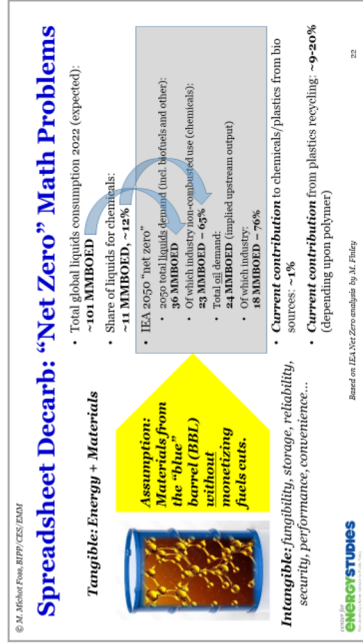 © M. Michot Foss, BIPP/CES/EMM
Spreadsheet Decarb: “Net Zero” Math Problems
Tangible: Energy + Materials
Assumption:
Materials from
the “blue”
barrel (BBL)
without
monetizing
fuels cuts.
Intangible: fungibility, storage, reliability,
security, performance, convenience…
• Total global liquids consumption 2022 (expected):
~101 MMBOED
• Share of liquids for chemicals:
~11 MMBOED, ~12%
• IEA 2050 “net zero”
• 2050 total liquids demand (incl. biofuels and other):
36 MMBOED
• Of which industry non-combusted use (chemicals):
23 MMBOED – 65%
• Total oil demand:
24 MMBOED (implied upstream output)
• Of which industry:
18 MMBOED – 76%
• Current contribution to chemicals/plastics from bio
sources: ~1%
• Current contribution from plastics recycling: ~9-20%
(depending upon polymer)
center for
ENERGYSTUDIES
Based on IEA Net Zero analysis by M. Finley
22